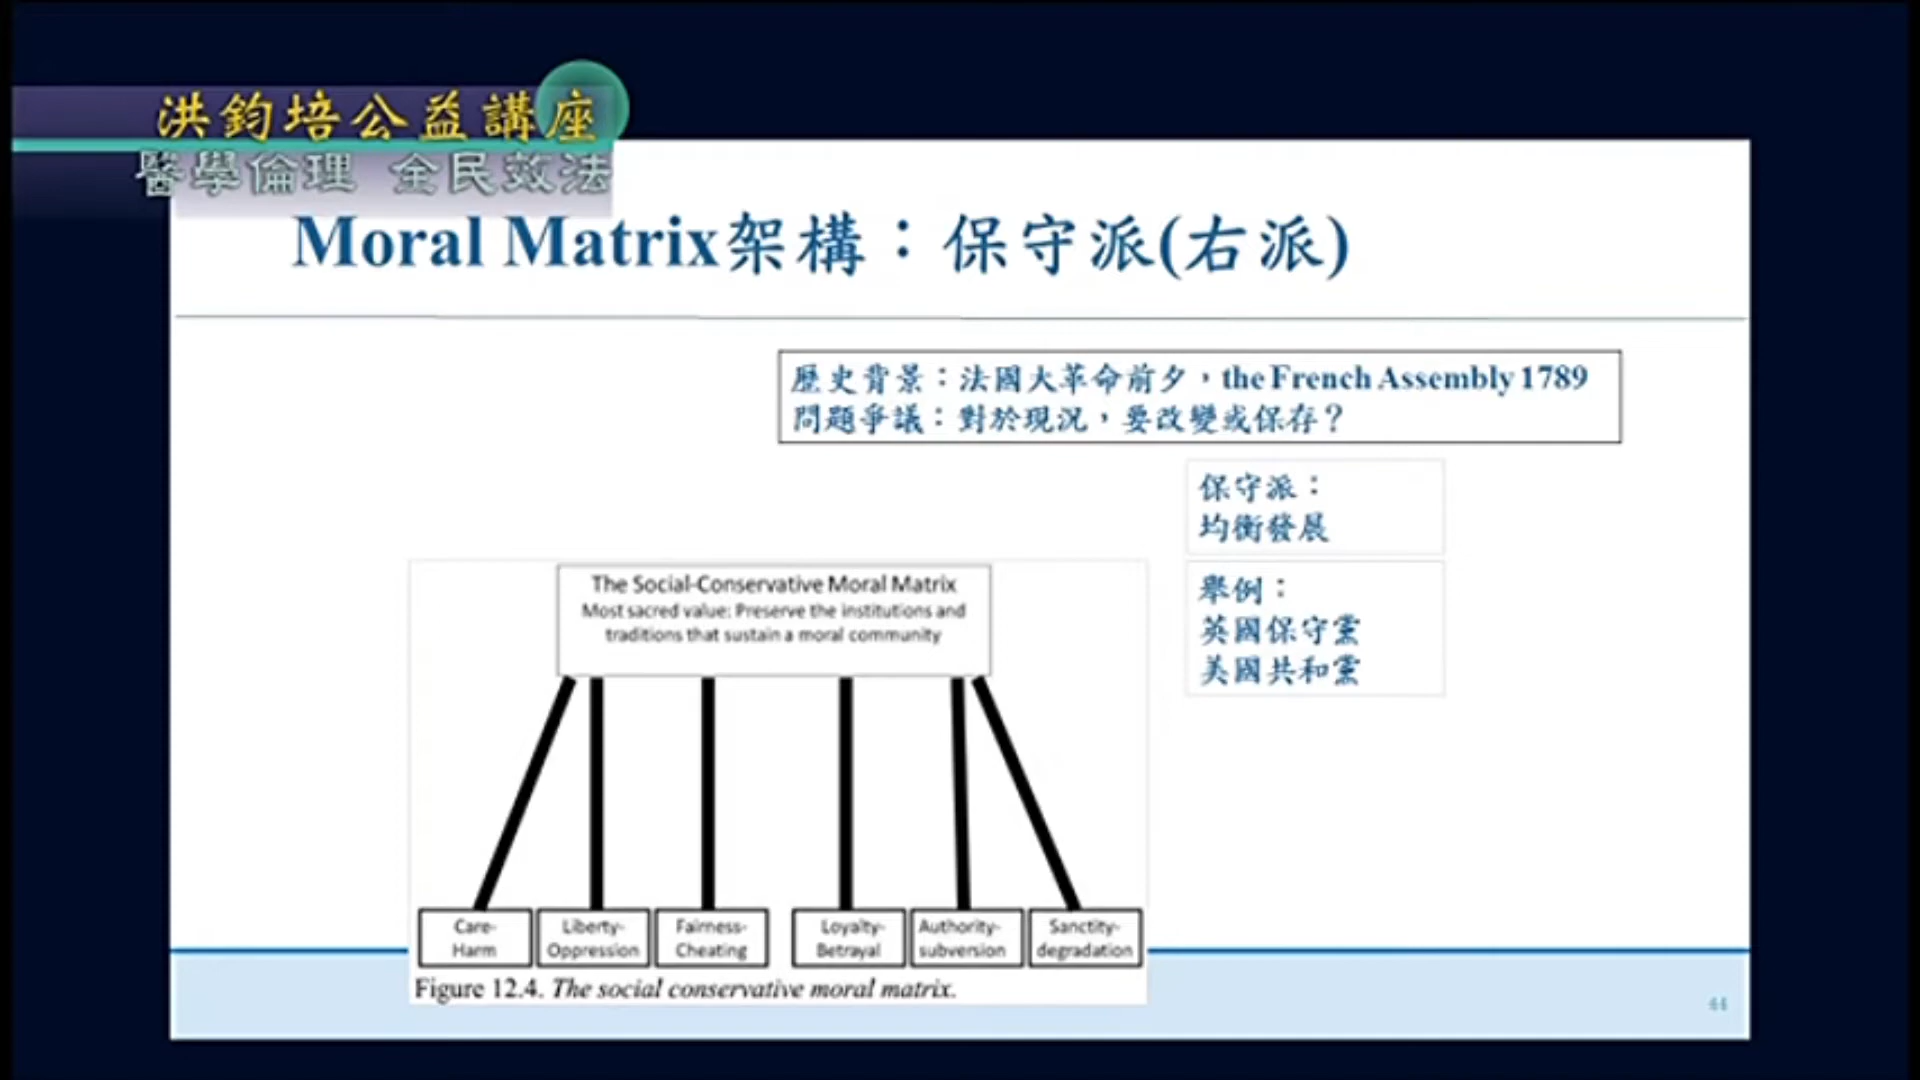 洪鈞培公益講座
醫學倫理 全民效法
Moral Matrix架構：保守派(右派)
歷史背景：法國大革命前夕，the French Assembly 1789
問題爭議：對於現況，要改變或保存？
保守派：
均衡發展
舉例：
英國保守黨
美國共和黨
The Social-Conservative Moral Matrix
Most sacred value: Preserve the institutions and
traditions that sustain a moral community
Care-
Harm
Liberty-
Oppression
Fairness-
Cheating
Loyalty-
Betrayal
Authority-
subversion
Sanctity-
degradation
Figure 12.4. The social conservative moral matrix.
44